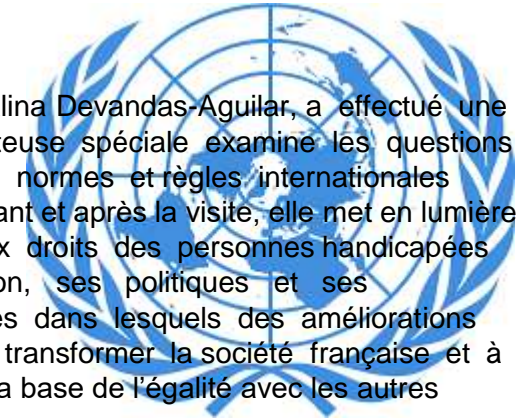 lina Devandas-Aguilar, a effectué une
teuse spéciale examine les questions
normes et règles internationales
ant et après la visite, elle met en lumière
x droits des personnes handicapées
on, ses politiques et ses
es dans lesquels des améliorations
transformer la société française et à
a base de l’égalité avec les autres